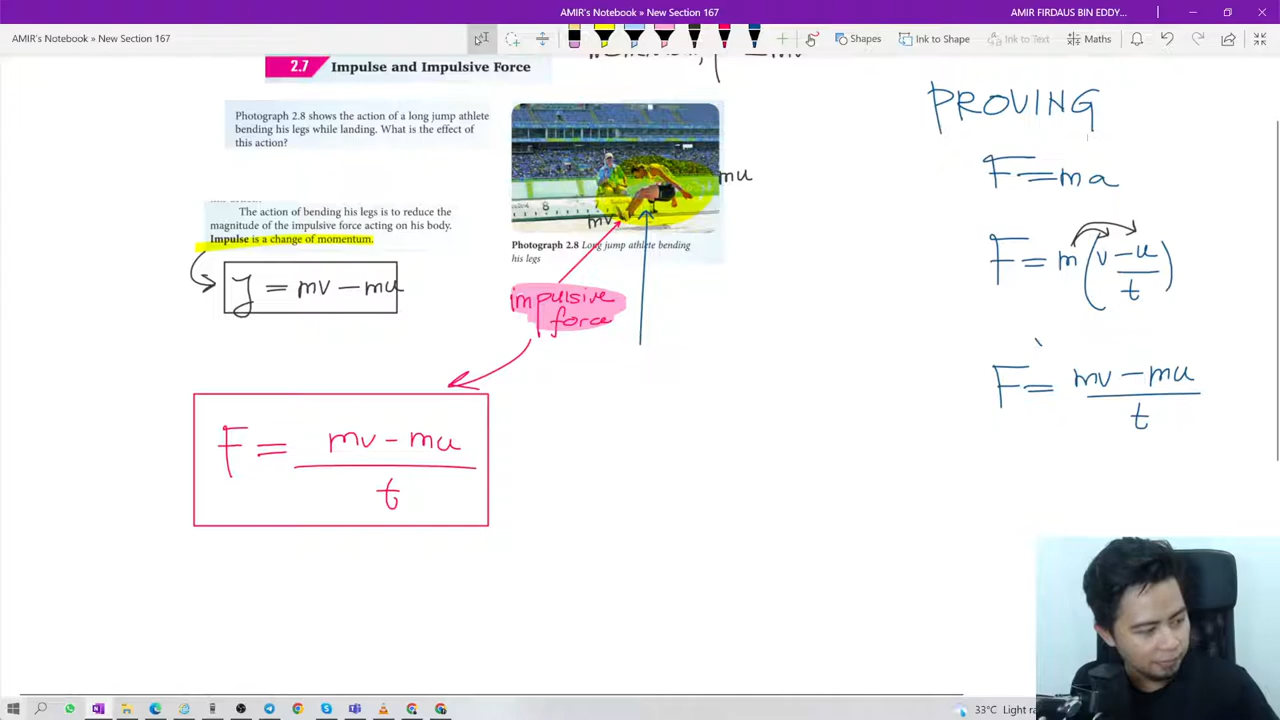 AMIR's Notebook » New Section 167
AMIR FIRDAUS BIN EDDY...
AMIR's Notebook » New Section 167
Shapes
Ink to Shape
Ink to Text
Maths
2.7 Impulse and Impulsive Force
Photograph 2.8 shows the action of a long jump athlete
bending his legs while landing. What is the effect of
this action?
The action of bending his legs is to reduce the
magnitude of the impulsive force acting on his body.
Impulse is a change of momentum.
J = mv - mu
8
mu
mv
Photograph 2.8 Long jump athlete bending
his legs
impulsive
force
F = mv - mu
t
PROVING
F = ma
F = m(v - u
t)
F = mv - mu
t
33°C Light ra